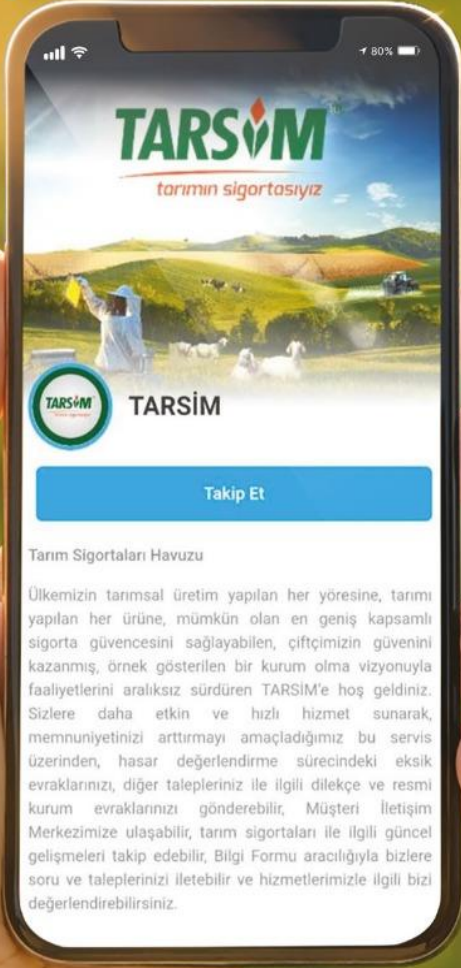 80%
TARSİM
tarımın sigortasıyız
TARSİM
TARSİM
Takip Et
Tarım Sigortaları Havuzu
Ülkemizin tarımsal üretim yapılan her yöresine, tarımı
yapılan her ürüne, mümkün olan en geniş kapsamlı
sigorta güvencesini sağlayabilen, çiftçimizin güvenini
kazanmış, örnek gösterilen bir kurum olma vizyonuyla
faaliyetlerini aralıksız sürdüren TARSİM'e hoş geldiniz.
Sizlere daha etkin ve hızlı hizmet sunarak,
memnuniyetinizi arttırmayı amaçladığımız bu servis
üzerinden, hasar değerlendirme sürecindeki eksik
evraklarınızı, diğer talepleriniz ile ilgili dilekçe ve resmi
kurum evraklarınızı gönderebilir, Müşteri İletişim
Merkezimize ulaşabilir, tarım sigortaları ile ilgili güncel
gelişmeleri takip edebilir, Bilgi Formu aracılığıyla bizlere
soru ve taleplerinizi iletebilir ve hizmetlerimizle ilgili bizi
değerlendirebilirsiniz.